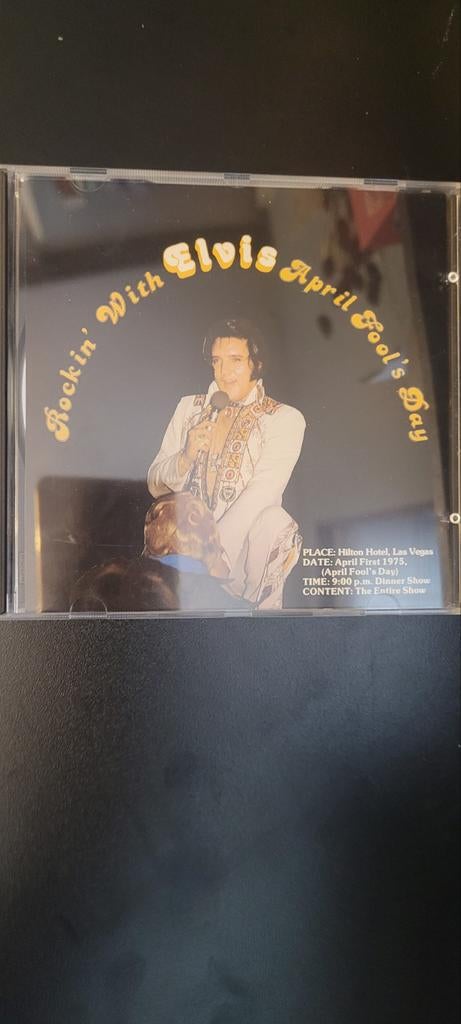 Rockin' With Elvis April Fool's Day
PLACE: Hilton Hotel, Las Vegas
DATE: April First 1975,
(April Fool's Day)
TIME: 9:00 p.m. Dinner Show
CONTENT: The Entire Show